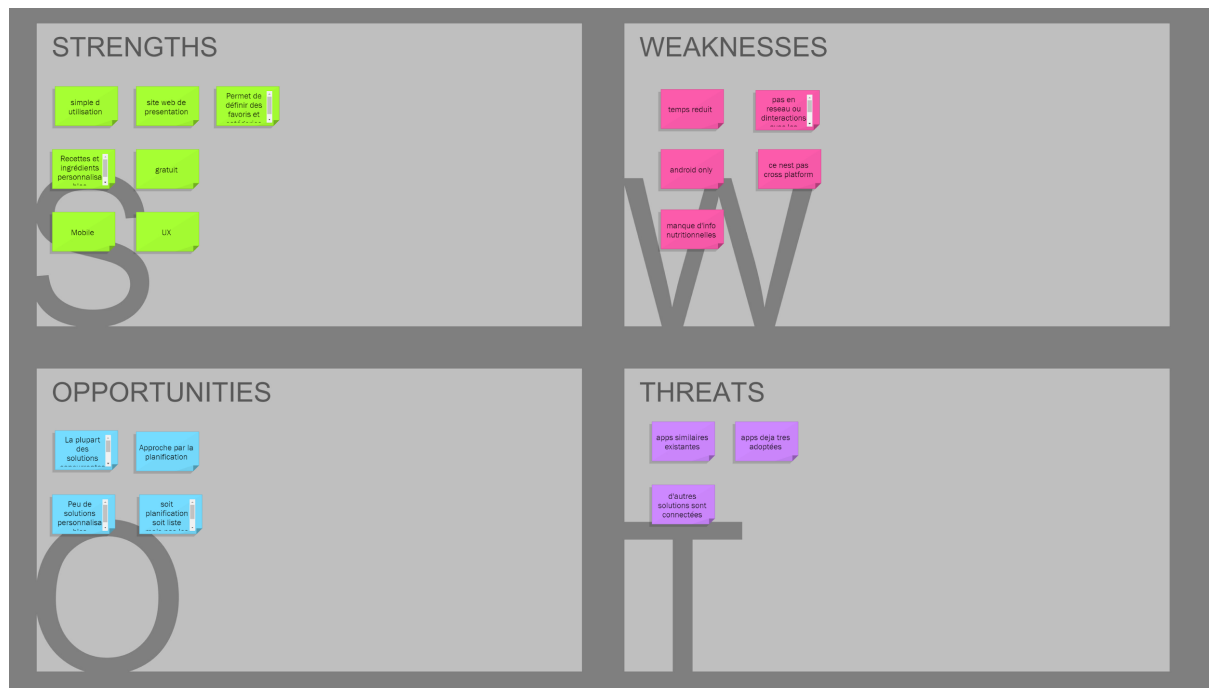 STRENGTHS
simple d
utilisation
site web de
presentation
Permet de
définir des
favoris et
Recettes et
ingrédients
personnalisa
gratuit
Mobile
UX
S
WEAKNESSES
temps reduit
pas en
reseau ou
dinteractions
android only
ce nest pas
cross platform
manque d'info
nutritionnelles
W
OPPORTUNITIES
La plupart
des
solutions
Approche par la
planification
Peu de
solutions
personnalisa
soit
planification
soit liste
O
THREATS
apps similaires
existantes
apps deja tres
adoptées
d'autres
solutions sont
connectées
T